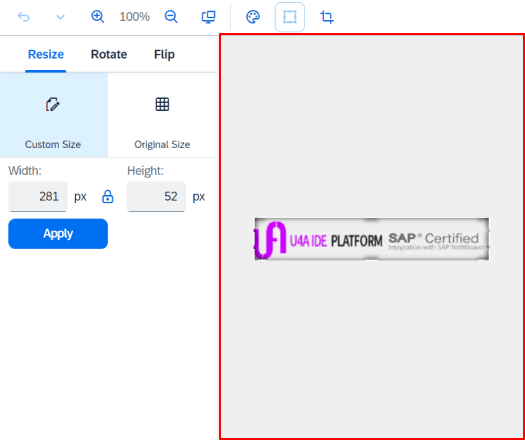 100%
Resize Rotate Flip
Custom Size Original Size
Width: Height:
281 px 52 px
Apply
U4A IDE PLATFORM SAP® Certified
Integration with SAP NetWeaver